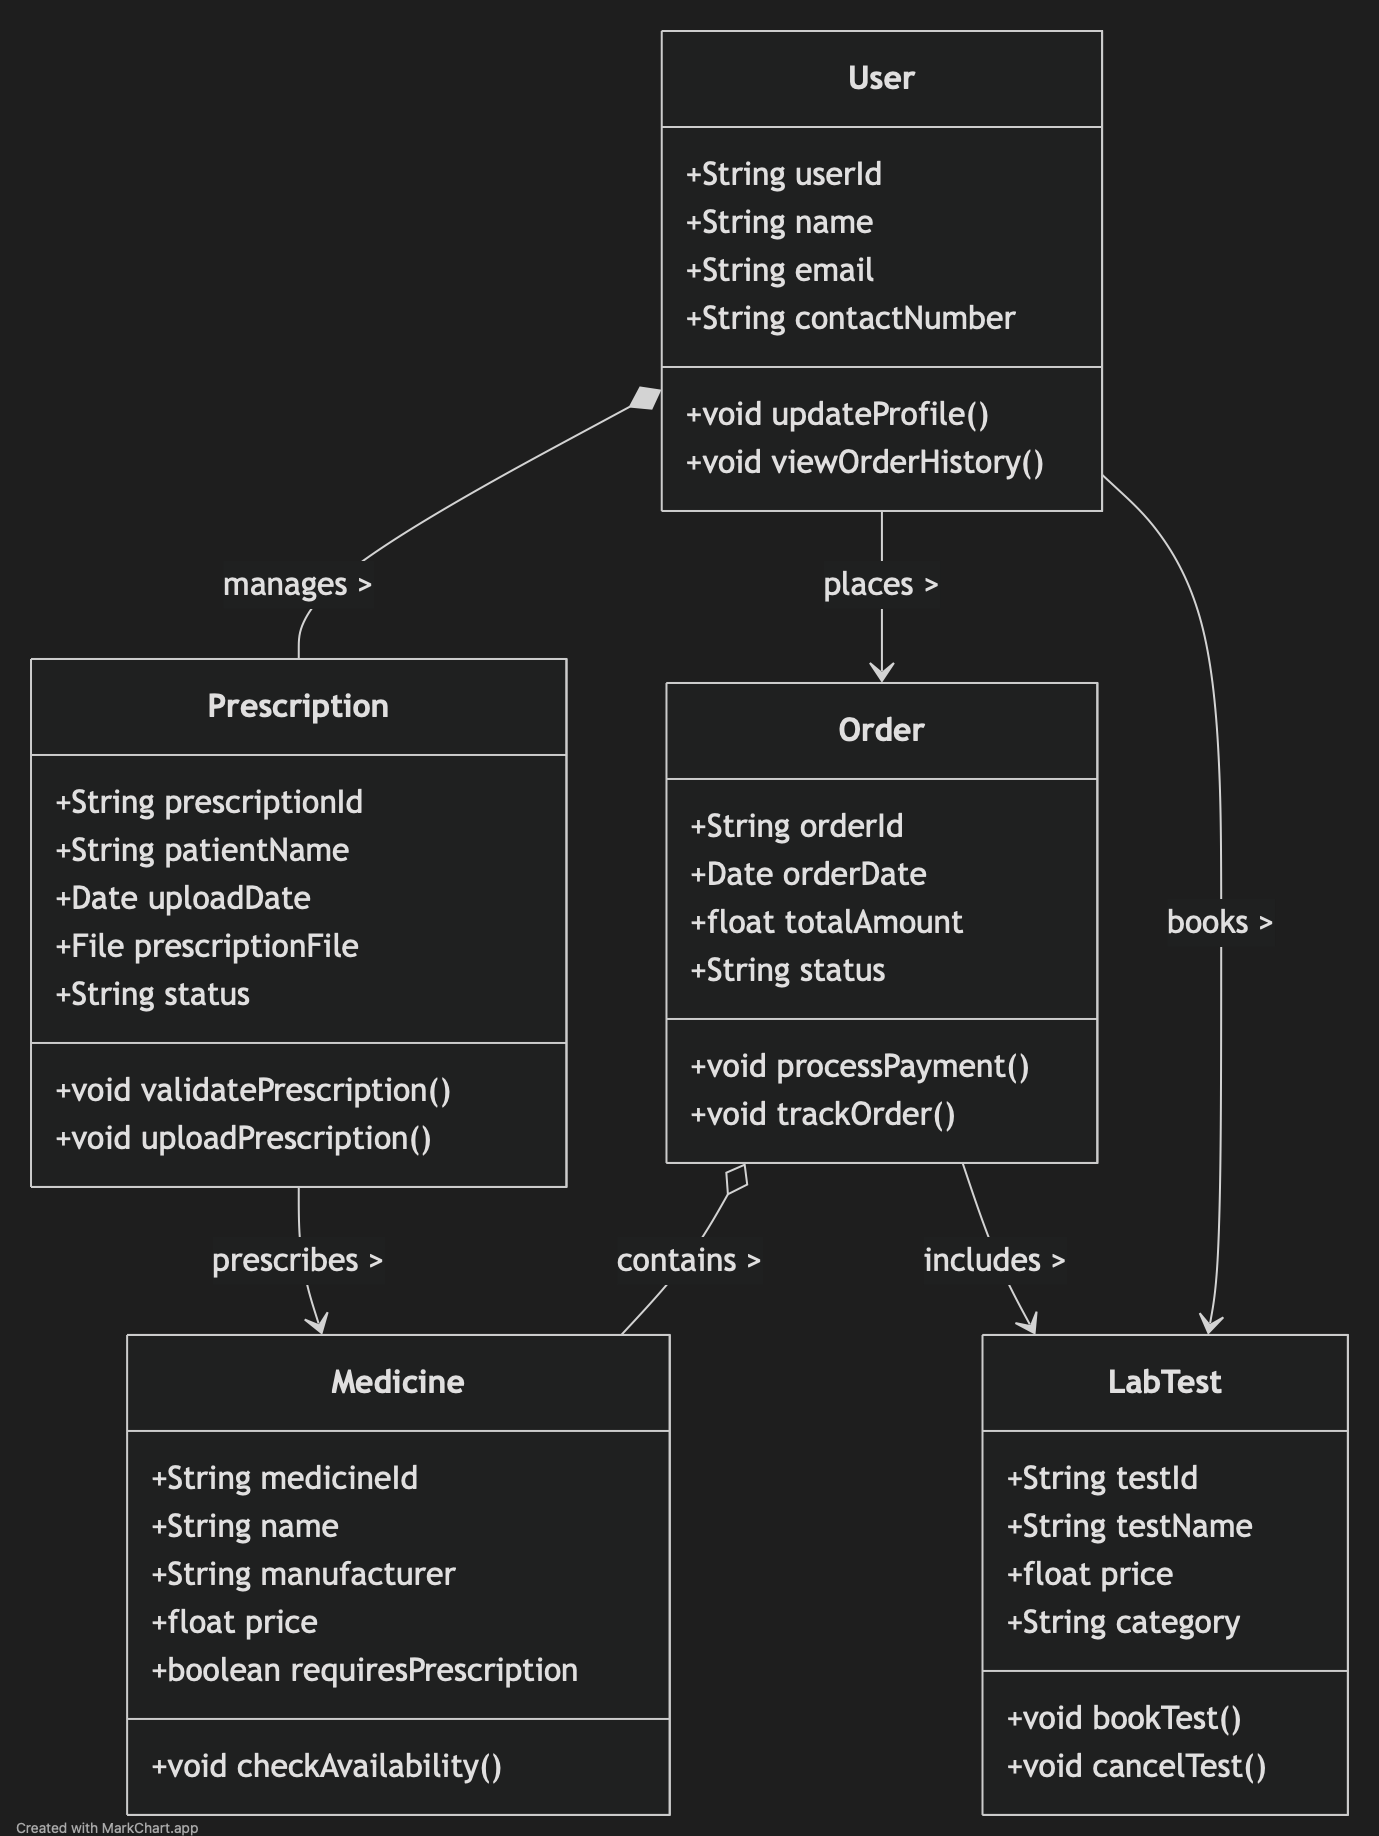 User
+String userId
+String name
+String email
+String contactNumber
+void updateProfile()
+void viewOrderHistory()
manages >
places >
books >
Prescription
+String prescriptionId
+String patientName
+Date uploadDate
+File prescriptionFile
+String status
+void validatePrescription()
+void uploadPrescription()
Order
+String orderId
+Date orderDate
+float totalAmount
+String status
+void processPayment()
+void trackOrder()
prescribes >
contains >
includes >
Medicine
+String medicineId
+String name
+String manufacturer
+float price
+boolean requiresPrescription
+void checkAvailability()
LabTest
+String testId
+String testName
+float price
+String category
+void bookTest()
+void cancelTest()
Created with MarkChart.app